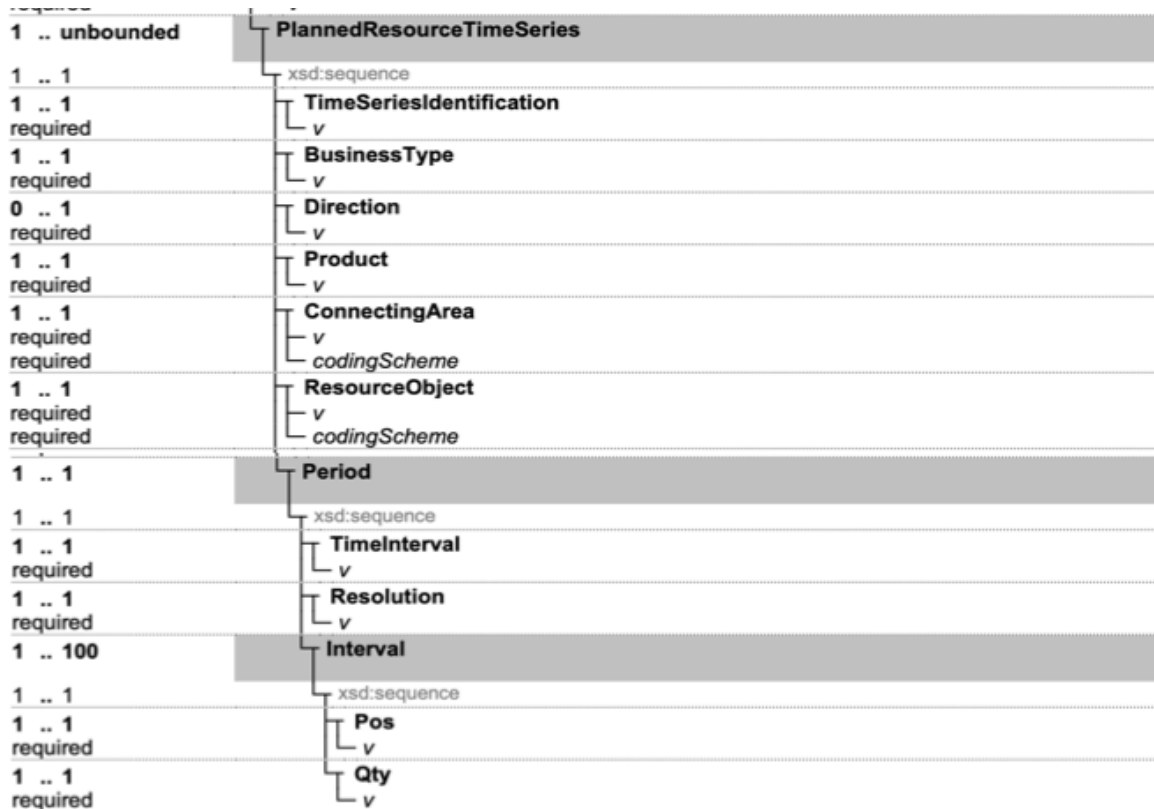 required
1 .. unbounded PlannedResourceTimeSeries
1 .. 1 xsd:sequence
1 .. 1 TimeSeriesIdentification
required v
1 .. 1 BusinessType
required v
0 .. 1 Direction
required v
1 .. 1 Product
required v
1 .. 1 ConnectingArea
required v
required codingScheme
1 .. 1 ResourceObject
required v
required codingScheme
1 .. 1 Period
1 .. 1 xsd:sequence
1 .. 1 TimeInterval
required v
1 .. 1 Resolution
required v
1 .. 100 Interval
1 .. 1 xsd:sequence
1 .. 1 Pos
required v
1 .. 1 Qty
required v